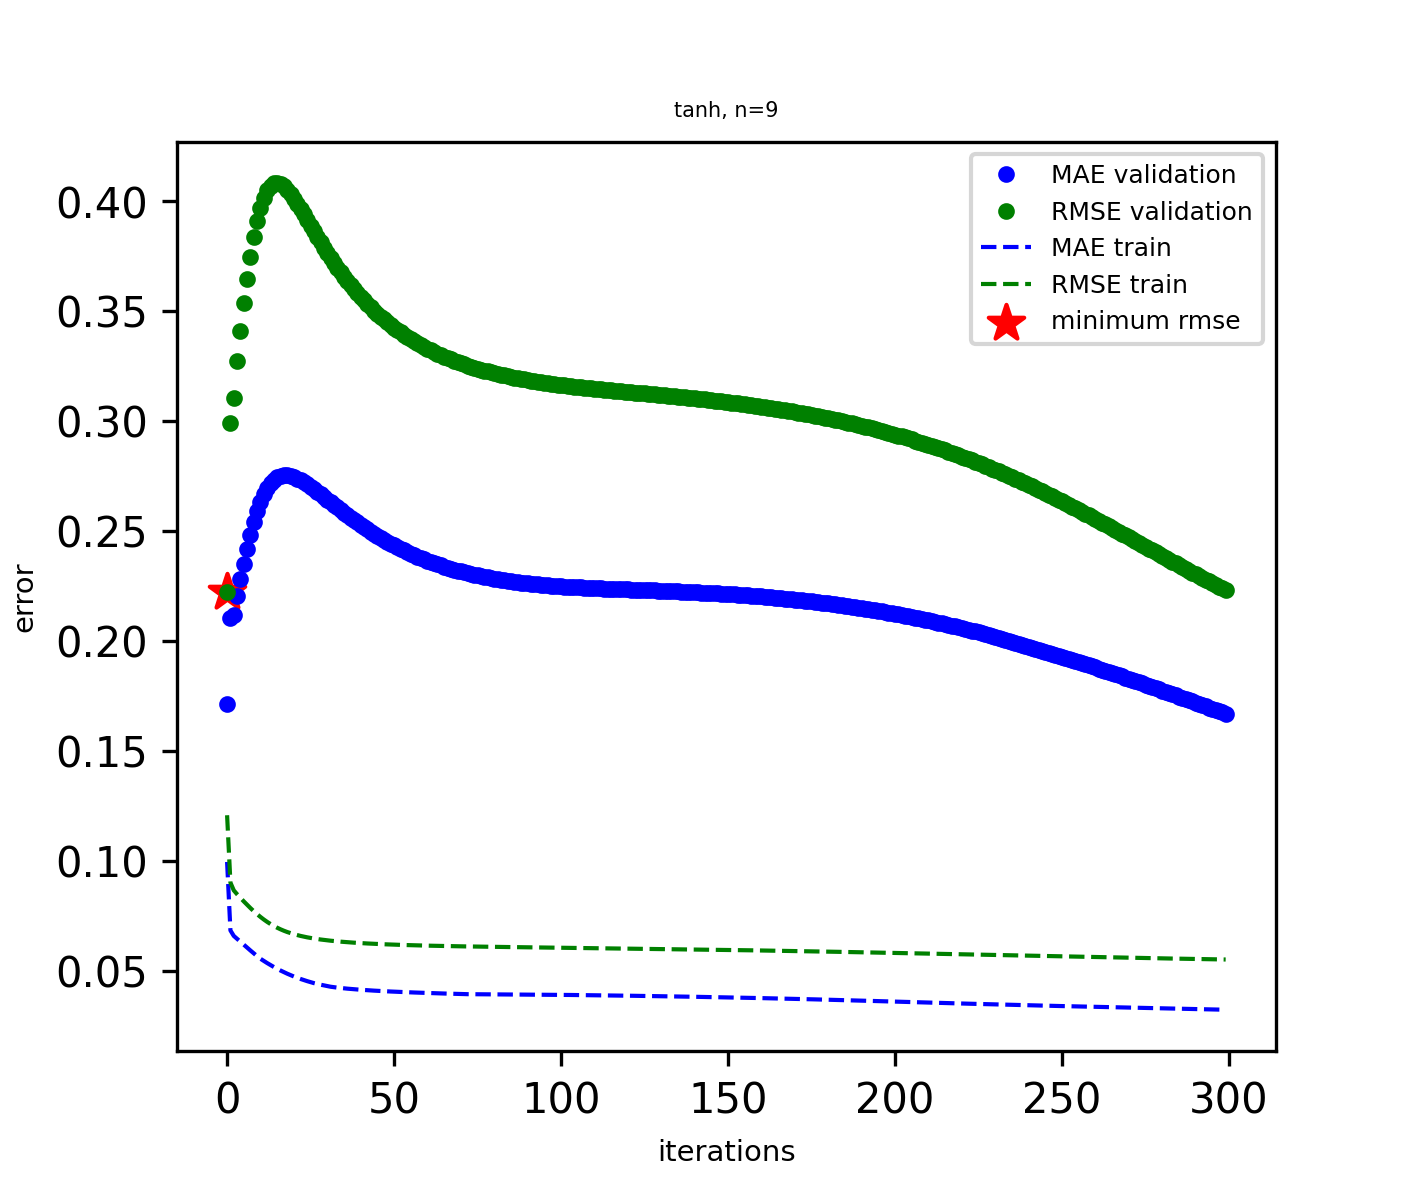 tanh, n=9
error
0.40
0.35
0.30
0.25
0.20
0.15
0.10
0.05
MAE validation
RMSE validation
MAE train
RMSE train
minimum rmse
0 50 100 150 200 250 300
iterations